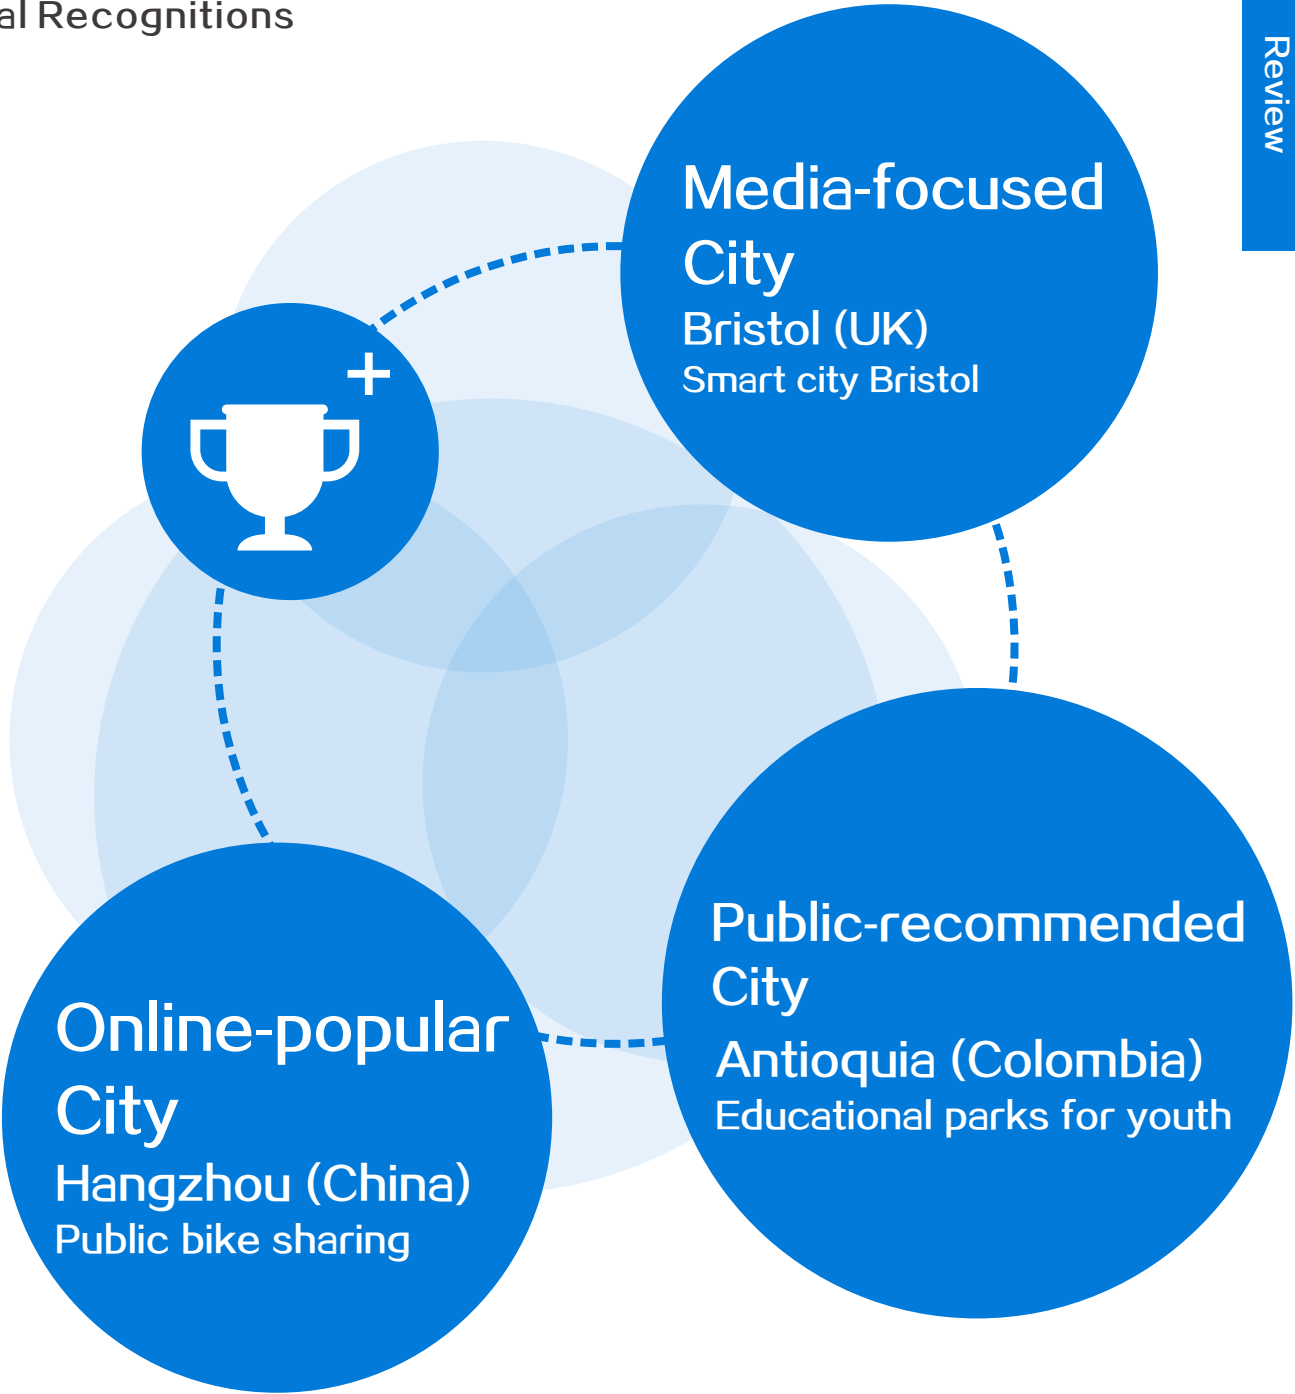 al Recognitions
Review
Media-focused
City
Bristol (UK)
Smart city Bristol
Public-recommended
City
Antioquia (Colombia)
Educational parks for youth
Online-popular
City
Hangzhou (China)
Public bike sharing